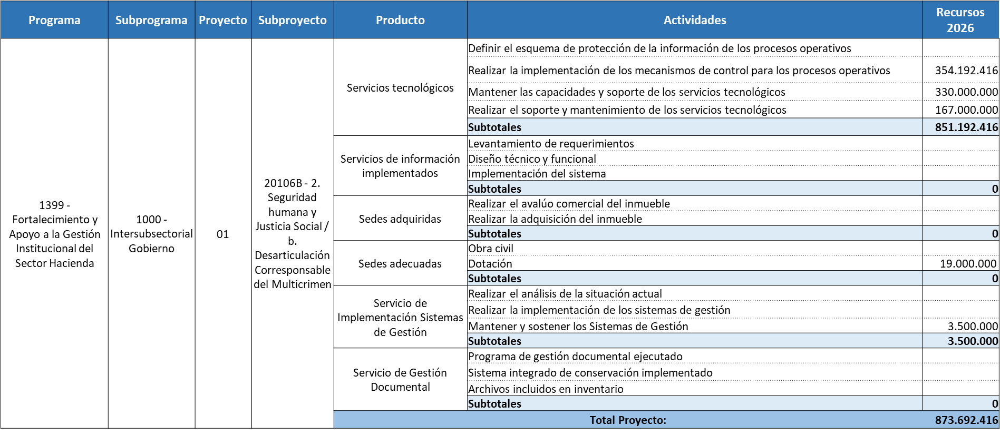 Programa
Subprograma
Proyecto
Subproyecto
Producto
Actividades
Recursos
2026
1399 -
Fortalecimiento y
Apoyo a la Gestión
Institucional del
Sector Hacienda
1000 -
Intersubsectorial
Gobierno
01
20106B - 2.
Seguridad
humana y
Justicia Social /
b.
Desarticulación
Corresponsable
del Multicrimen
Servicios tecnológicos
Definir el esquema de protección de la información de los procesos operativos
Realizar la implementación de los mecanismos de control para los procesos operativos 354.192.416
Mantener las capacidades y soporte de los servicios tecnológicos 330.000.000
Realizar el soporte y mantenimiento de los servicios tecnológicos 167.000.000
Subtotales 851.192.416
Servicios de información
implementados
Levantamiento de requerimientos
Diseño técnico y funcional
Implementación del sistema
Subtotales 0
Sedes adquiridas
Realizar el avalúo comercial del inmueble
Realizar la adquisición del inmueble
Subtotales 0
Sedes adecuadas
Obra civil
Dotación 19.000.000
Subtotales 0
Servicio de
Implementación Sistemas
de Gestión
Realizar el análisis de la situación actual
Realizar la implementación de los sistemas de gestión
Mantener y sostener los Sistemas de Gestión 3.500.000
Subtotales 3.500.000
Servicio de Gestión
Documental
Programa de gestión documental ejecutado
Sistema integrado de conservación implementado
Archivos incluidos en inventario
Subtotales 0
Total Proyecto: 873.692.416